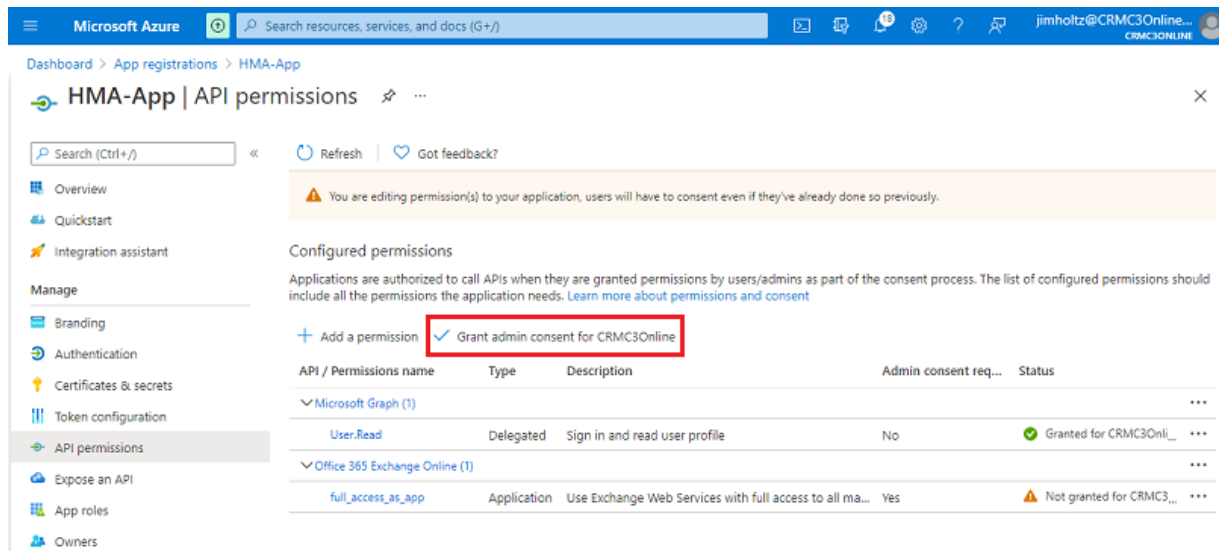 Microsoft Azure
Search resources, services, and docs (G+/)
18
jimholtz@CRMC3Online...
CRMC3ONLINE
Dashboard > App registrations > HMA-App
HMA-App | API permissions
Search (Ctrl+/)
Refresh
Got feedback?
Overview
You are editing permission(s) to your application, users will have to consent even if they've already done so previously.
Quickstart
Integration assistant
Configured permissions
Applications are authorized to call APIs when they are granted permissions by users/admins as part of the consent process. The list of configured permissions should
include all the permissions the application needs. Learn more about permissions and consent
Manage
Branding
Authentication
Certificates & secrets
Token configuration
API permissions
Expose an API
App roles
Owners
Add a permission
Grant admin consent for CRMC3Online
API / Permissions name Type Description Admin consent req... Status
Microsoft Graph (1)
User.Read Delegated Sign in and read user profile No Granted for CRMC3Onli...
Office 365 Exchange Online (1)
full_access_as_app Application Use Exchange Web Services with full access to all ma... Yes Not granted for CRMC3...